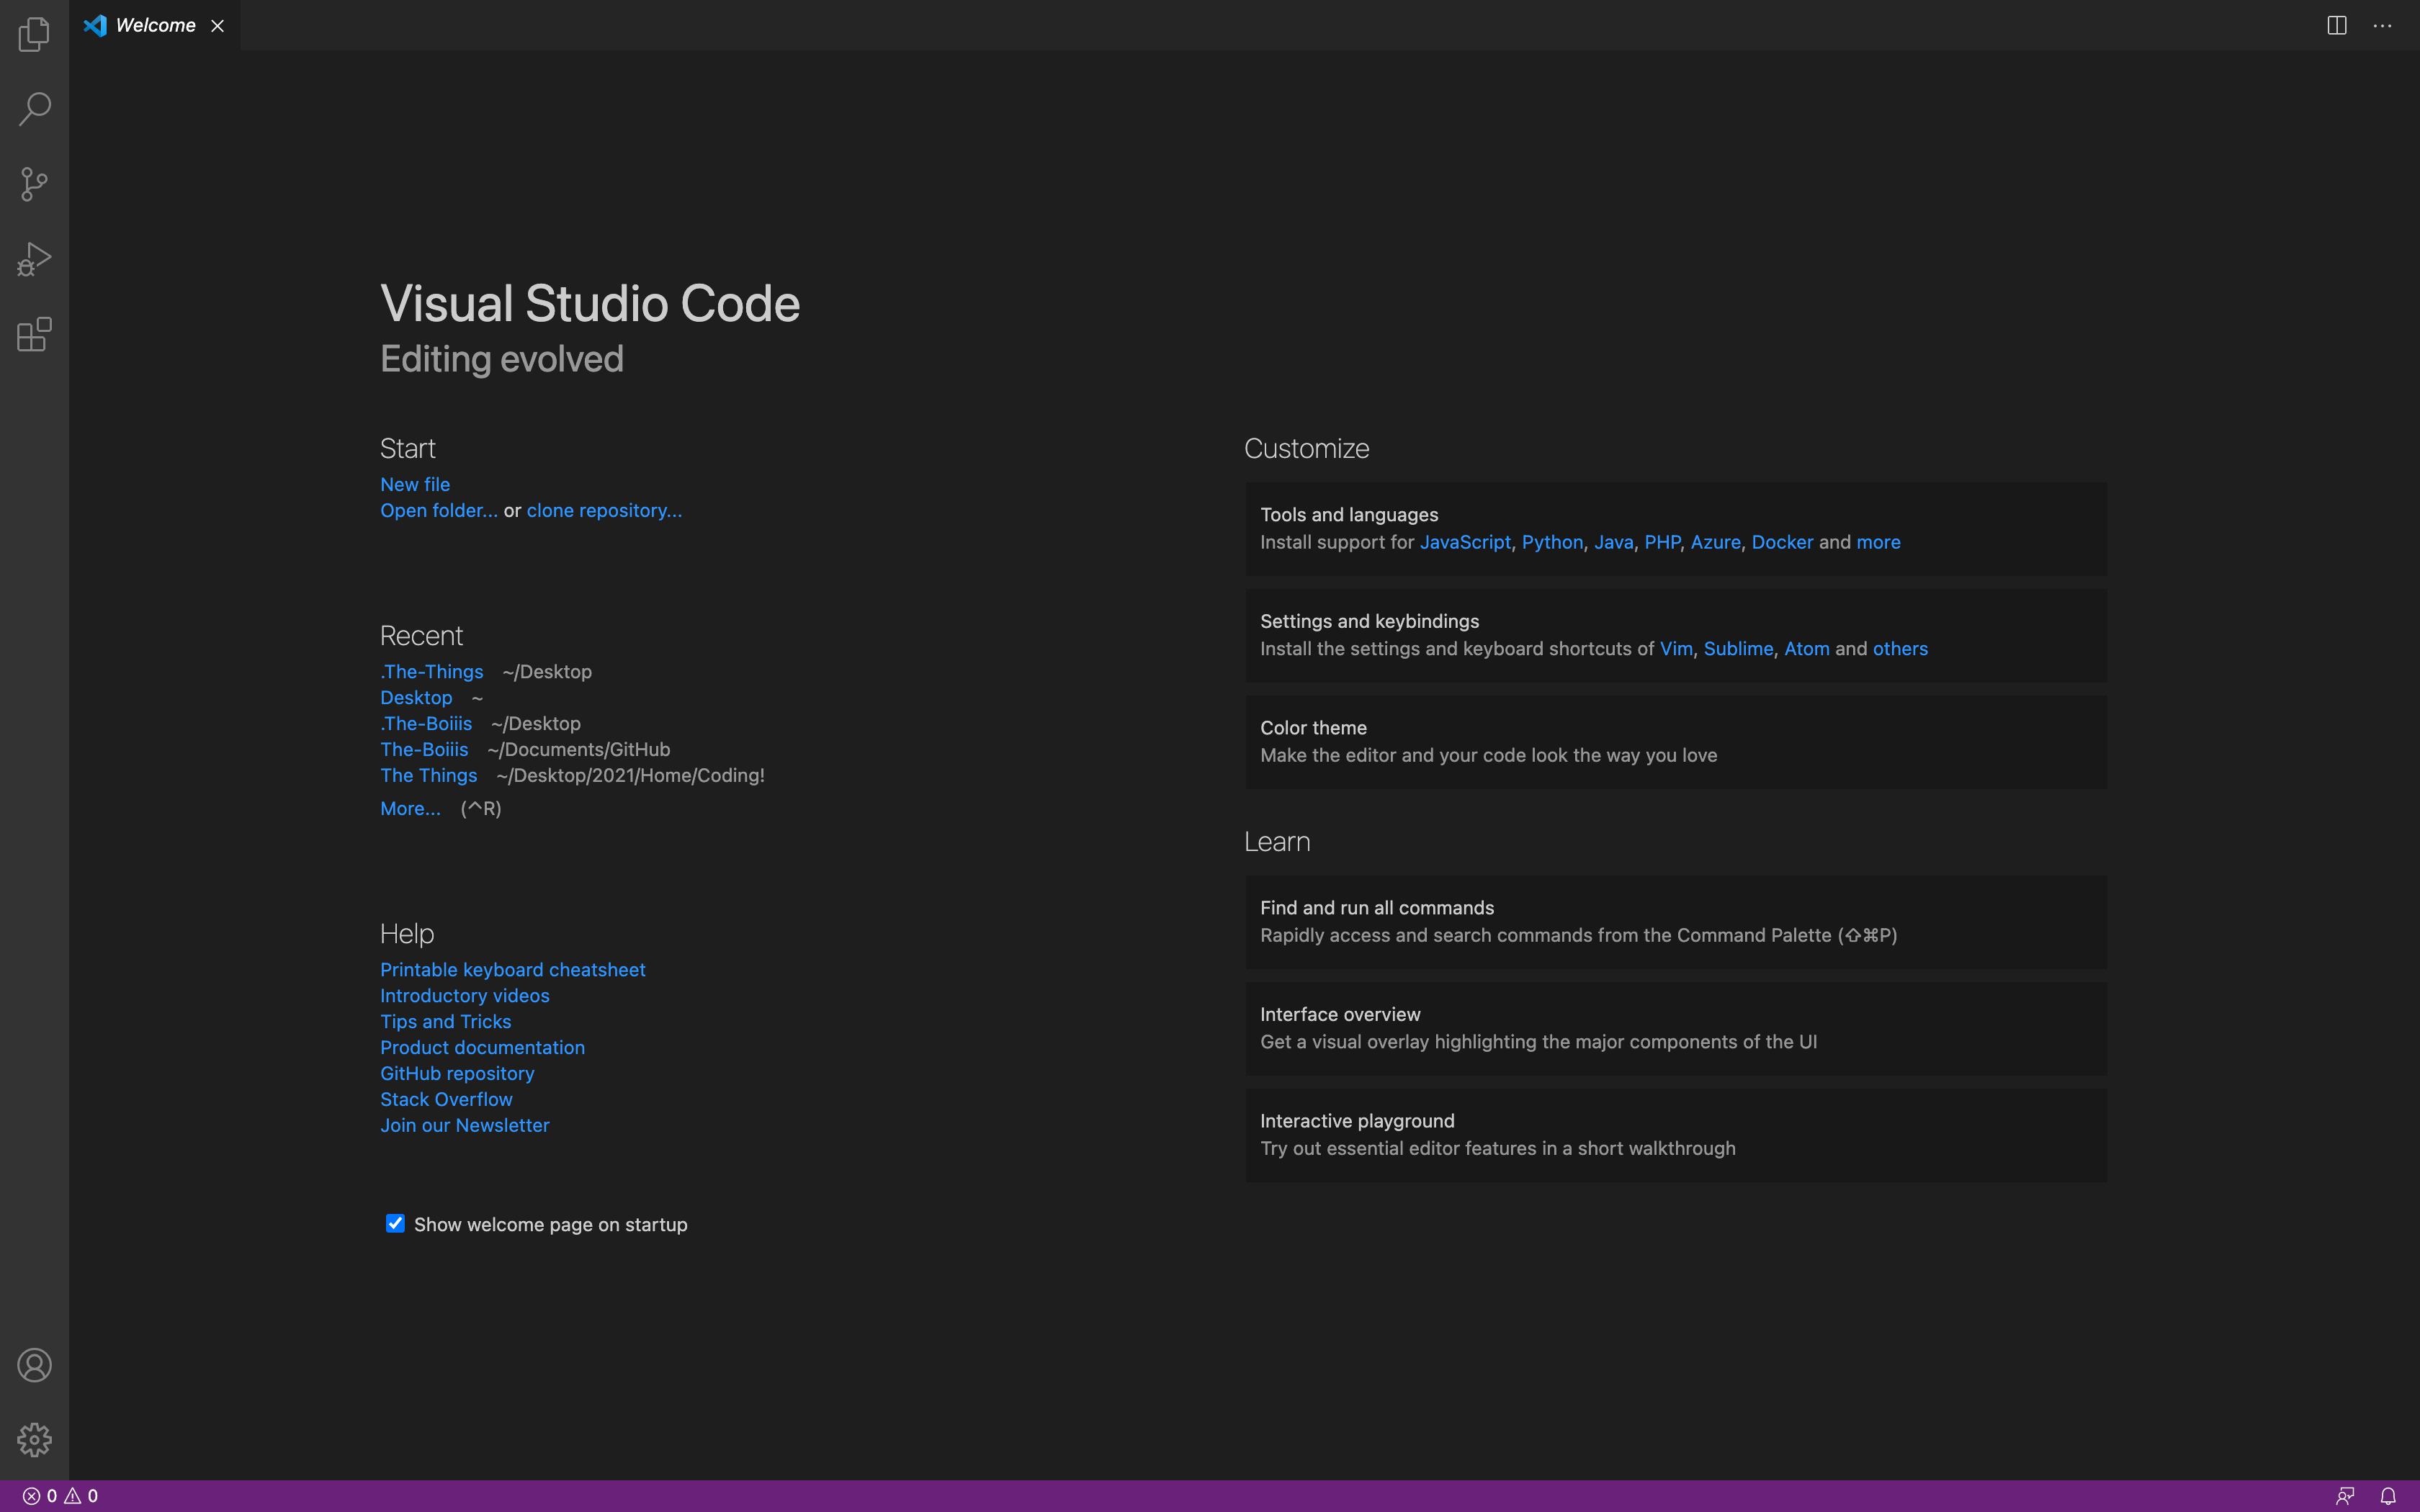 Welcome
Visual Studio Code
Editing evolved
Start
New file
Open folder... or clone repository...
Recent
.The-Things ~/Desktop
Desktop ~
.The-Boiiis ~/Desktop
The-Boiiis ~/Documents/GitHub
The Things ~/Desktop/2021/Home/Coding!
More... (^R)
Help
Printable keyboard cheatsheet
Introductory videos
Tips and Tricks
Product documentation
GitHub repository
Stack Overflow
Join our Newsletter
Show welcome page on startup
Customize
Tools and languages
Install support for JavaScript, Python, Java, PHP, Azure, Docker and more
Settings and keybindings
Install the settings and keyboard shortcuts of Vim, Sublime, Atom and others
Color theme
Make the editor and your code look the way you love
Learn
Find and run all commands
Rapidly access and search commands from the Command Palette (⇧⌘P)
Interface overview
Get a visual overlay highlighting the major components of the UI
Interactive playground
Try out essential editor features in a short walkthrough
0 0